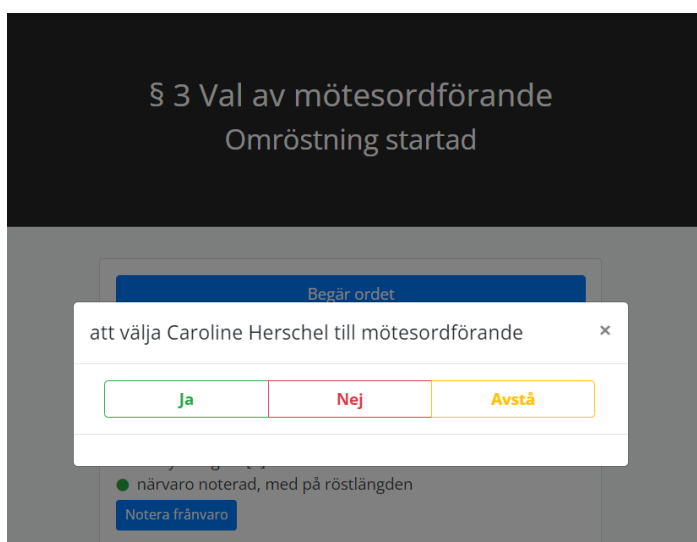 § 3 Val av mötesordförande
Omröstning startad
Begär ordet
att välja Caroline Herschel till mötesordförande ×
Ja Nej Avstå
närvaro noterad, med på röstlängden
Notera frånvaro